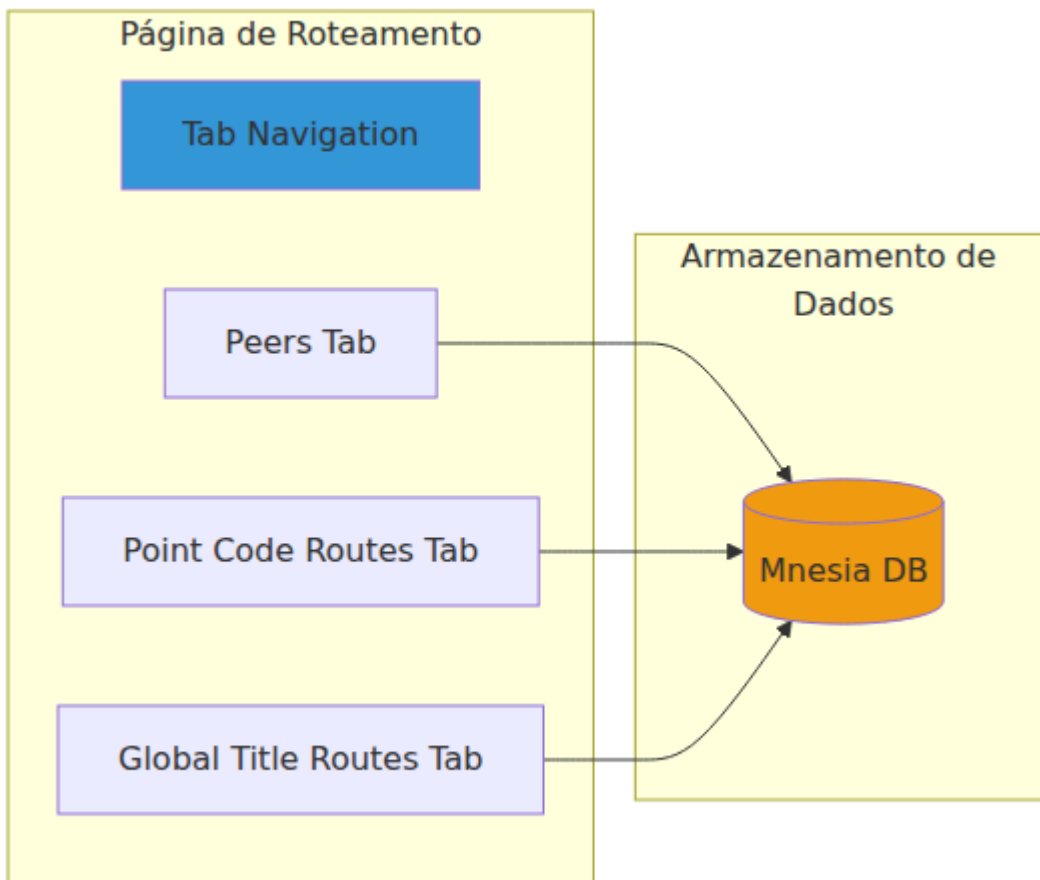 Página de Roteamento
Tab Navigation
Peers Tab
Point Code Routes Tab
Global Title Routes Tab
Armazenamento de
Dados
Mnesia DB